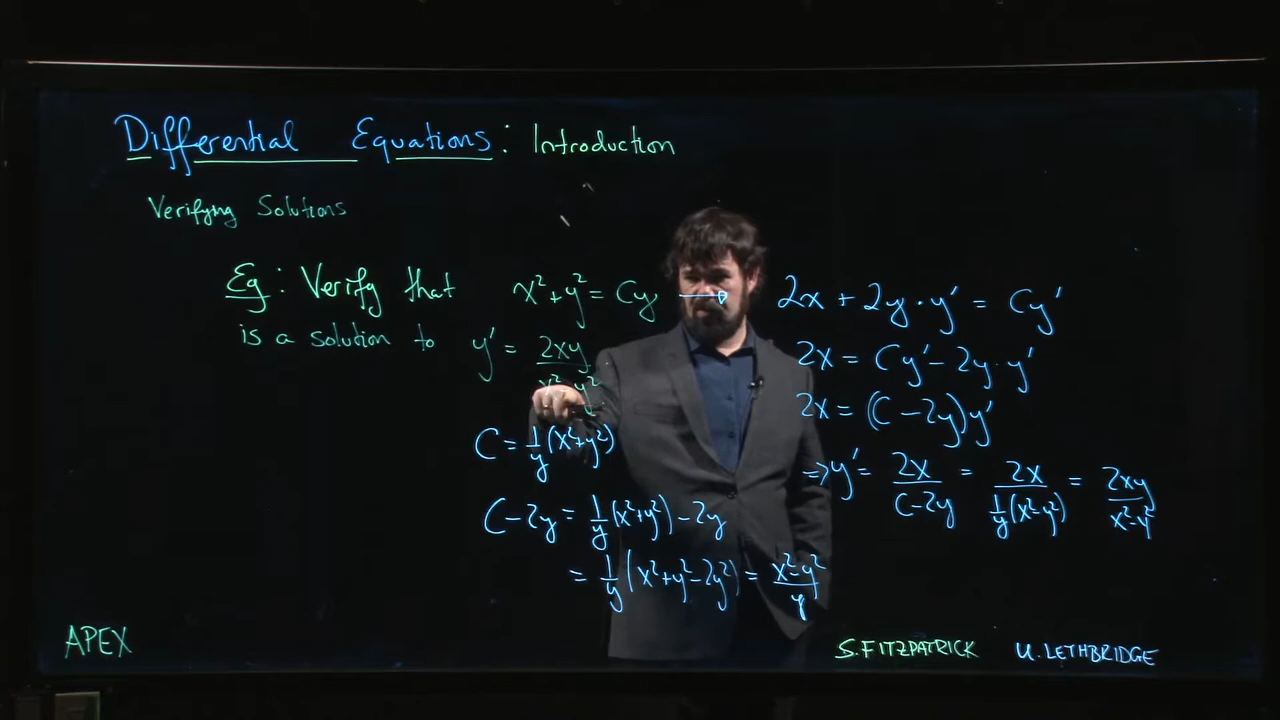 Differential Equations: Introduction
Verifying Solutions
Eg: Verify that x²+y²= Cy → 2x + 2y·y' = Cy'
is a solution to y' = 2xy/(x²-y²)
2x = Cy' - 2y·y'
2x = (C - 2y)y'
C = 1/y (x²+y²)
⇒ y' = 2x/(C-2y) = 2x/(1/y (x²-y²)) = 2xy/(x²-y²)
C-2y = 1/y (x²+y²) - 2y
= 1/y (x²+y²-2y²) = (x²-y²)/y
APEX
S. FITZPATRICK U. LETHBRIDGE